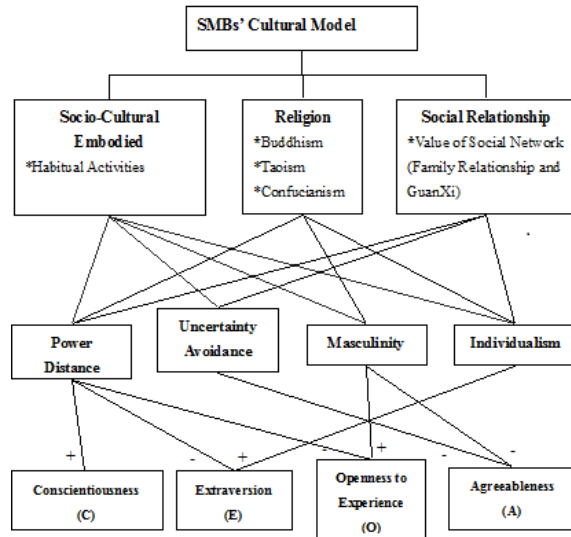 SMBs' Cultural Model
Socio-Cultural
Embodied
*Habitual Activities
Religion
*Buddhism
*Taoism
*Confucianism
Social Relationship
*Value of Social Network
(Family Relationship and
GuanXi)
.
Power
Distance
Uncertainty
Avoidance
Masculinity
Individualism
+ - + - + - -
Conscientiousness
(C)
Extraversion
(E)
Openness to
Experience
(O)
Agreeableness
(A)